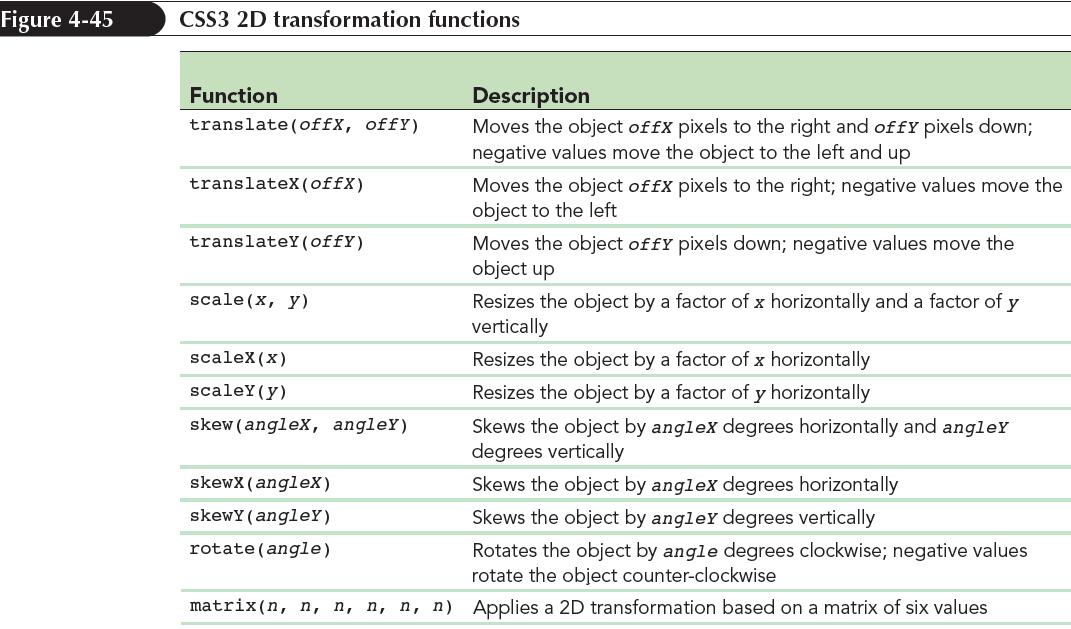 Figure 4-45 CSS3 2D transformation functions
Function Description
translate(offX, offY) Moves the object offX pixels to the right and offY pixels down;
negative values move the object to the left and up
translateX(offX) Moves the object offX pixels to the right; negative values move the
object to the left
translateY(offY) Moves the object offY pixels down; negative values move the
object up
scale(x, y) Resizes the object by a factor of x horizontally and a factor of y
vertically
scaleX(x) Resizes the object by a factor of x horizontally
scaleY(y) Resizes the object by a factor of y horizontally
skew(angleX, angleY) Skews the object by angleX degrees horizontally and angleY
degrees vertically
skewX(angleX) Skews the object by angleX degrees horizontally
skewY(angleY) Skews the object by angleY degrees vertically
rotate(angle) Rotates the object by angle degrees clockwise; negative values
rotate the object counter-clockwise
matrix(n, n, n, n, n, n) Applies a 2D transformation based on a matrix of six values